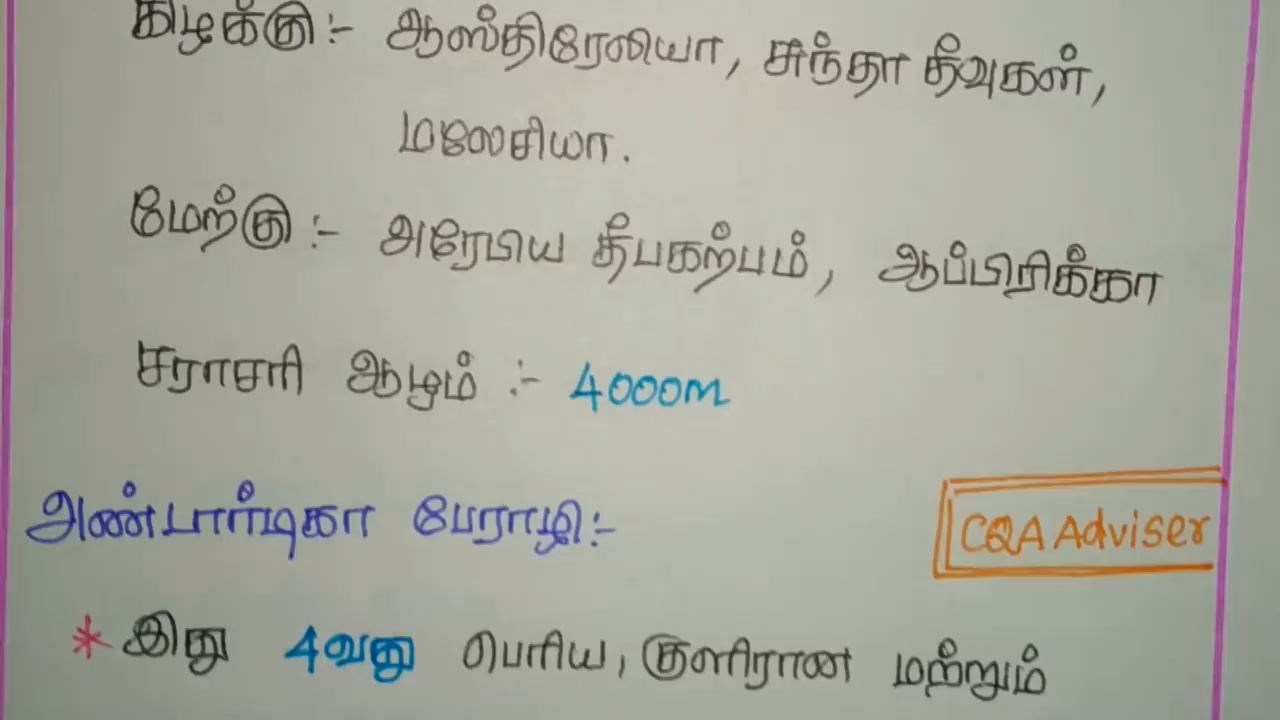 கிழக்கு :- ஆஸ்திரேலியா, சுந்தா தீவுகள்,
மலேசியா.
மேற்கு :- அரேபிய தீபகற்பம், ஆப்பிரிக்கா
சராசரி ஆழம் :- 4000m
அண்டார்டிகா பேராழி:-
CQA Adviser
* இது 4வது பெரிய, குளிரான மற்றும்